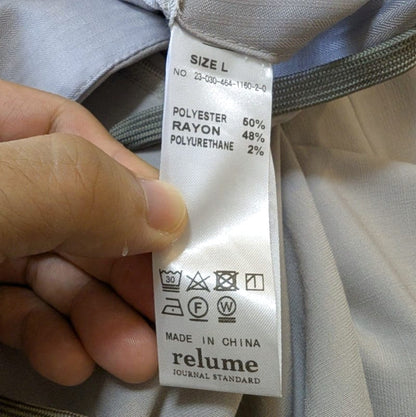 SIZE L
NO 23-030-464-1160-2-0
POLYESTER 50%
RAYON 48%
POLYURETHANE 2%
30
F W
MADE IN CHINA
relume
JOURNAL STANDARD